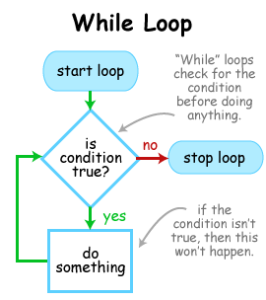 While Loop
start loop
"While" loops
check for the
condition
before doing
anything.
is
condition
true?
no
stop loop
yes
do
something
if the
condition isn't
true, then this
won't happen.